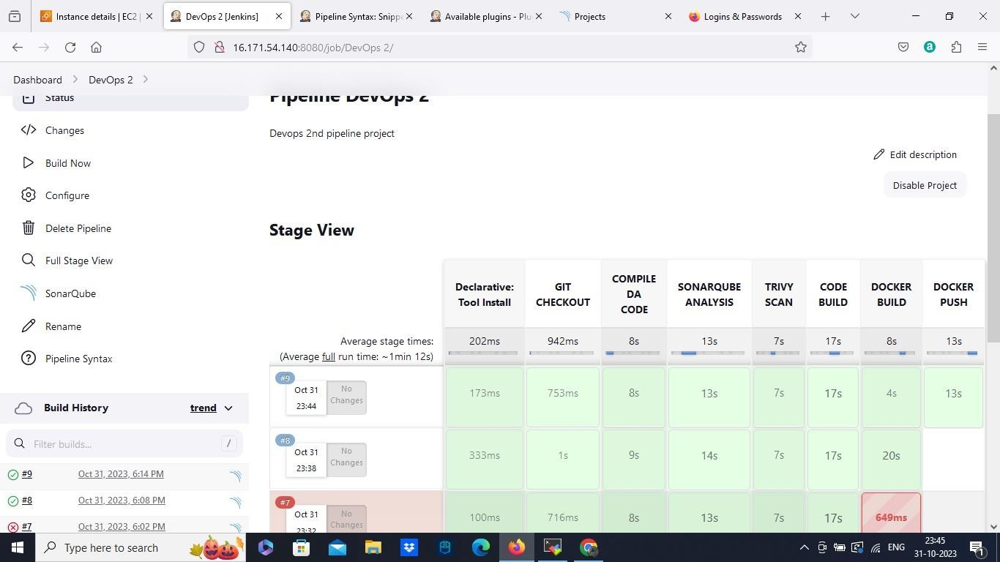 Instance details | EC2 |
DevOps 2 [Jenkins]
Pipeline Syntax: Snippe
Available plugins - Plu
Projects
Logins & Passwords
16.171.54.140:8080/job/DevOps 2/
Dashboard
DevOps 2
Status
Changes
Build Now
Configure
Delete Pipeline
Full Stage View
SonarQube
Rename
Pipeline Syntax
Build History
trend
Filter builds...
/
#9 Oct 31, 2023, 6:14 PM
#8 Oct 31, 2023, 6:08 PM
#7 Oct 31, 2023, 6:02 PM
Pipeline DevOps 2
Devops 2nd pipeline project
Edit description
Disable Project
Stage View
Declarative:
Tool Install
GIT
CHECKOUT
COMPILE
DA
CODE
SONARQUBE
ANALYSIS
TRIVY
SCAN
CODE
BUILD
DOCKER
BUILD
DOCKER
PUSH
Average stage times:
(Average full run time: ~1min 12s)
202ms 942ms 8s 13s 7s 17s 8s 13s
#9
Oct 31
23:44
No
Changes
173ms 753ms 8s 13s 7s 17s 4s 13s
#8
Oct 31
23:38
No
Changes
333ms 1s 9s 14s 7s 17s 20s
#7
Oct 31
23:32
No
Changes
100ms 716ms 8s 13s 7s 17s 649ms
Type here to search
ENG
23:45
31-10-2023
1